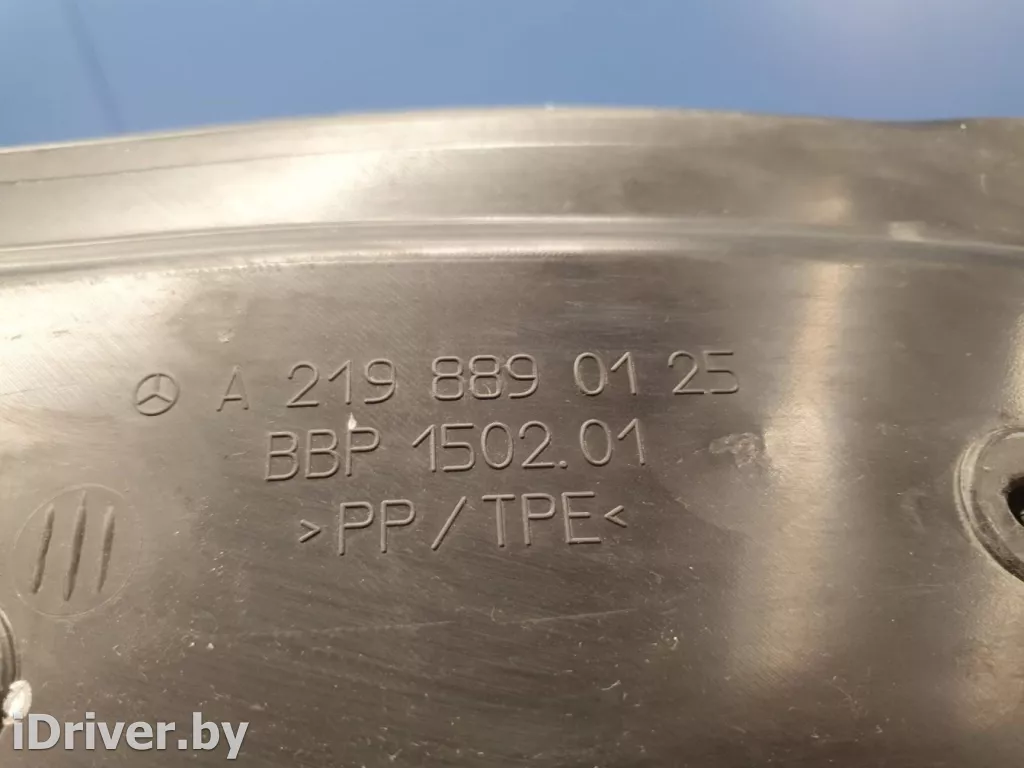 A 219 889 01 25
BBP 1502.01
>PP/TPE<
iDriver.by